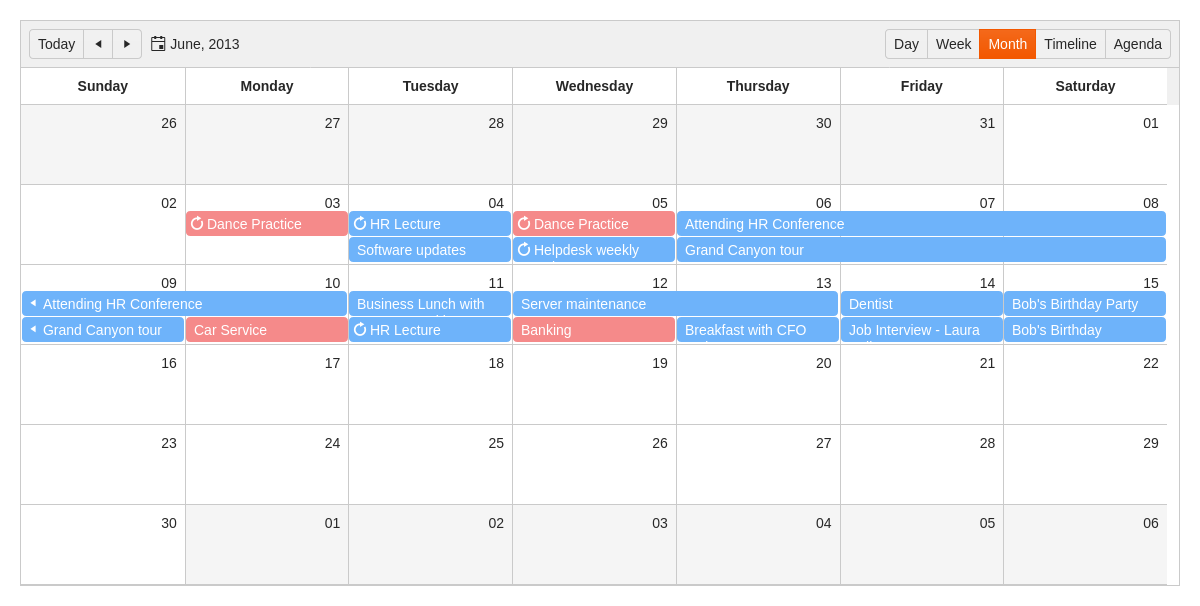 Today June, 2013 Day Week Month Timeline Agenda
Sunday Monday Tuesday Wednesday Thursday Friday Saturday
26 27 28 29 30 31 01
02 03 04 05 06 07 08
Dance Practice HR Lecture Dance Practice Attending HR Conference
Software updates Helpdesk weekly Grand Canyon tour
09 10 11 12 13 14 15
Attending HR Conference Business Lunch with Server maintenance Dentist Bob's Birthday Party
Grand Canyon tour Car Service HR Lecture Banking Breakfast with CFO Job Interview - Laura Bob's Birthday
16 17 18 19 20 21 22
23 24 25 26 27 28 29
30 01 02 03 04 05 06